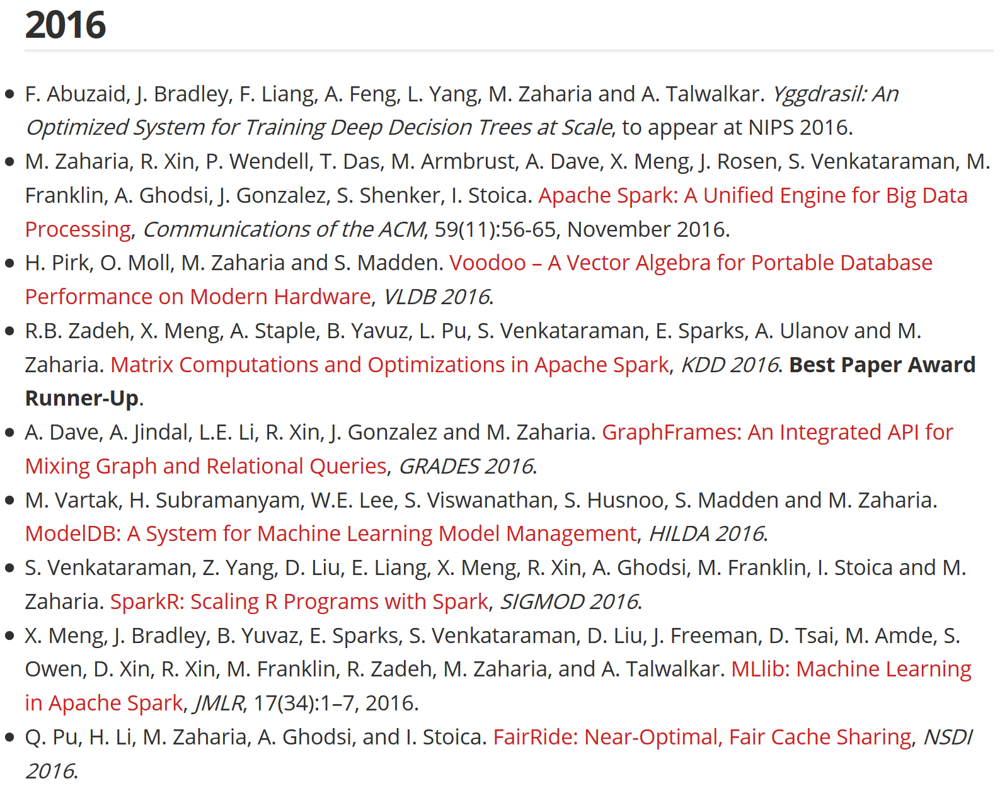 2016
F. Abuzaid, J. Bradley, F. Liang, A. Feng, L. Yang, M. Zaharia and A. Talwalkar. Yggdrasil: An
Optimized System for Training Deep Decision Trees at Scale, to appear at NIPS 2016.
M. Zaharia, R. Xin, P. Wendell, T. Das, M. Armbrust, A. Dave, X. Meng, J. Rosen, S. Venkataraman, M.
Franklin, A. Ghodsi, J. Gonzalez, S. Shenker, I. Stoica. Apache Spark: A Unified Engine for Big Data
Processing, Communications of the ACM, 59(11):56-65, November 2016.
H. Pirk, O. Moll, M. Zaharia and S. Madden. Voodoo – A Vector Algebra for Portable Database
Performance on Modern Hardware, VLDB 2016.
R.B. Zadeh, X. Meng, A. Staple, B. Yavuz, L. Pu, S. Venkataraman, E. Sparks, A. Ulanov and M.
Zaharia. Matrix Computations and Optimizations in Apache Spark, KDD 2016. Best Paper Award
Runner-Up.
A. Dave, A. Jindal, L.E. Li, R. Xin, J. Gonzalez and M. Zaharia. GraphFrames: An Integrated API for
Mixing Graph and Relational Queries, GRADES 2016.
M. Vartak, H. Subramanyam, W.E. Lee, S. Viswanathan, S. Husnoo, S. Madden and M. Zaharia.
ModelDB: A System for Machine Learning Model Management, HILDA 2016.
S. Venkataraman, Z. Yang, D. Liu, E. Liang, X. Meng, R. Xin, A. Ghodsi, M. Franklin, I. Stoica and M.
Zaharia. SparkR: Scaling R Programs with Spark, SIGMOD 2016.
X. Meng, J. Bradley, B. Yuvaz, E. Sparks, S. Venkataraman, D. Liu, J. Freeman, D. Tsai, M. Amde, S.
Owen, D. Xin, R. Xin, M. Franklin, R. Zadeh, M. Zaharia, and A. Talwalkar. MLlib: Machine Learning
in Apache Spark, JMLR, 17(34):1–7, 2016.
Q. Pu, H. Li, M. Zaharia, A. Ghodsi, and I. Stoica. FairRide: Near-Optimal, Fair Cache Sharing, NSDI
2016.